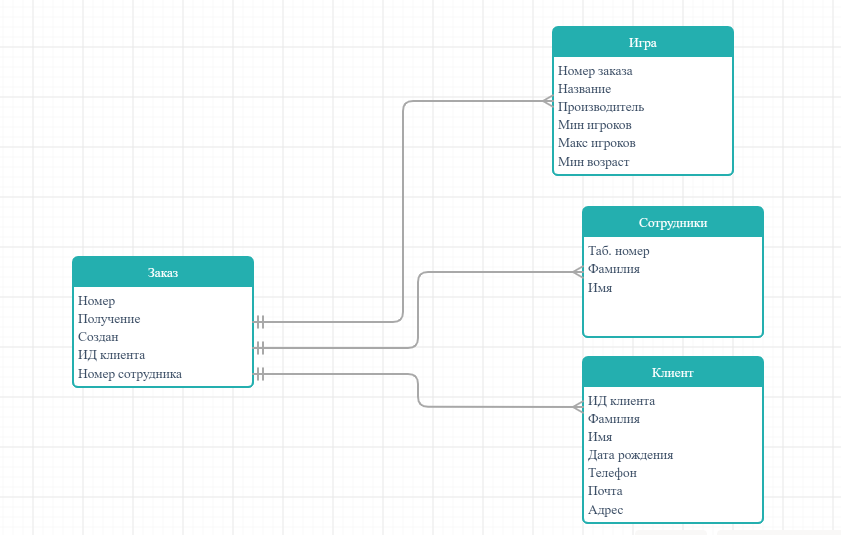 Игра
Номер заказа
Название
Производитель
Мин игроков
Макс игроков
Мин возраст
Сотрудники
Таб. номер
Фамилия
Имя
Заказ
Номер
Получение
Создан
ИД клиента
Номер сотрудника
Клиент
ИД клиента
Фамилия
Имя
Дата рождения
Телефон
Почта
Адрес